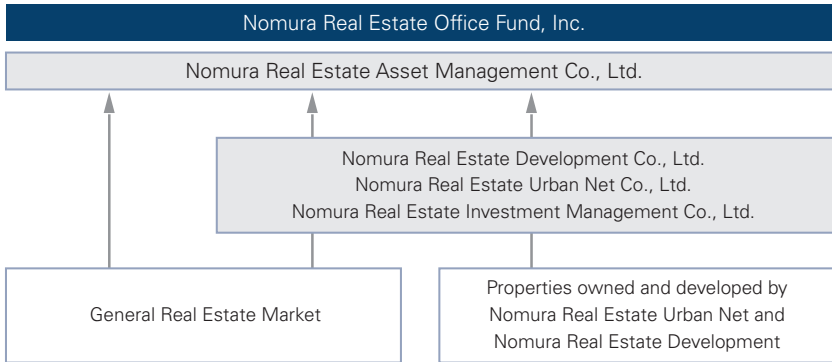 Nomura Real Estate Office Fund, Inc.
Nomura Real Estate Asset Management Co., Ltd.
Nomura Real Estate Development Co., Ltd.
Nomura Real Estate Urban Net Co., Ltd.
Nomura Real Estate Investment Management Co., Ltd.
General Real Estate Market
Properties owned and developed by
Nomura Real Estate Urban Net and
Nomura Real Estate Development